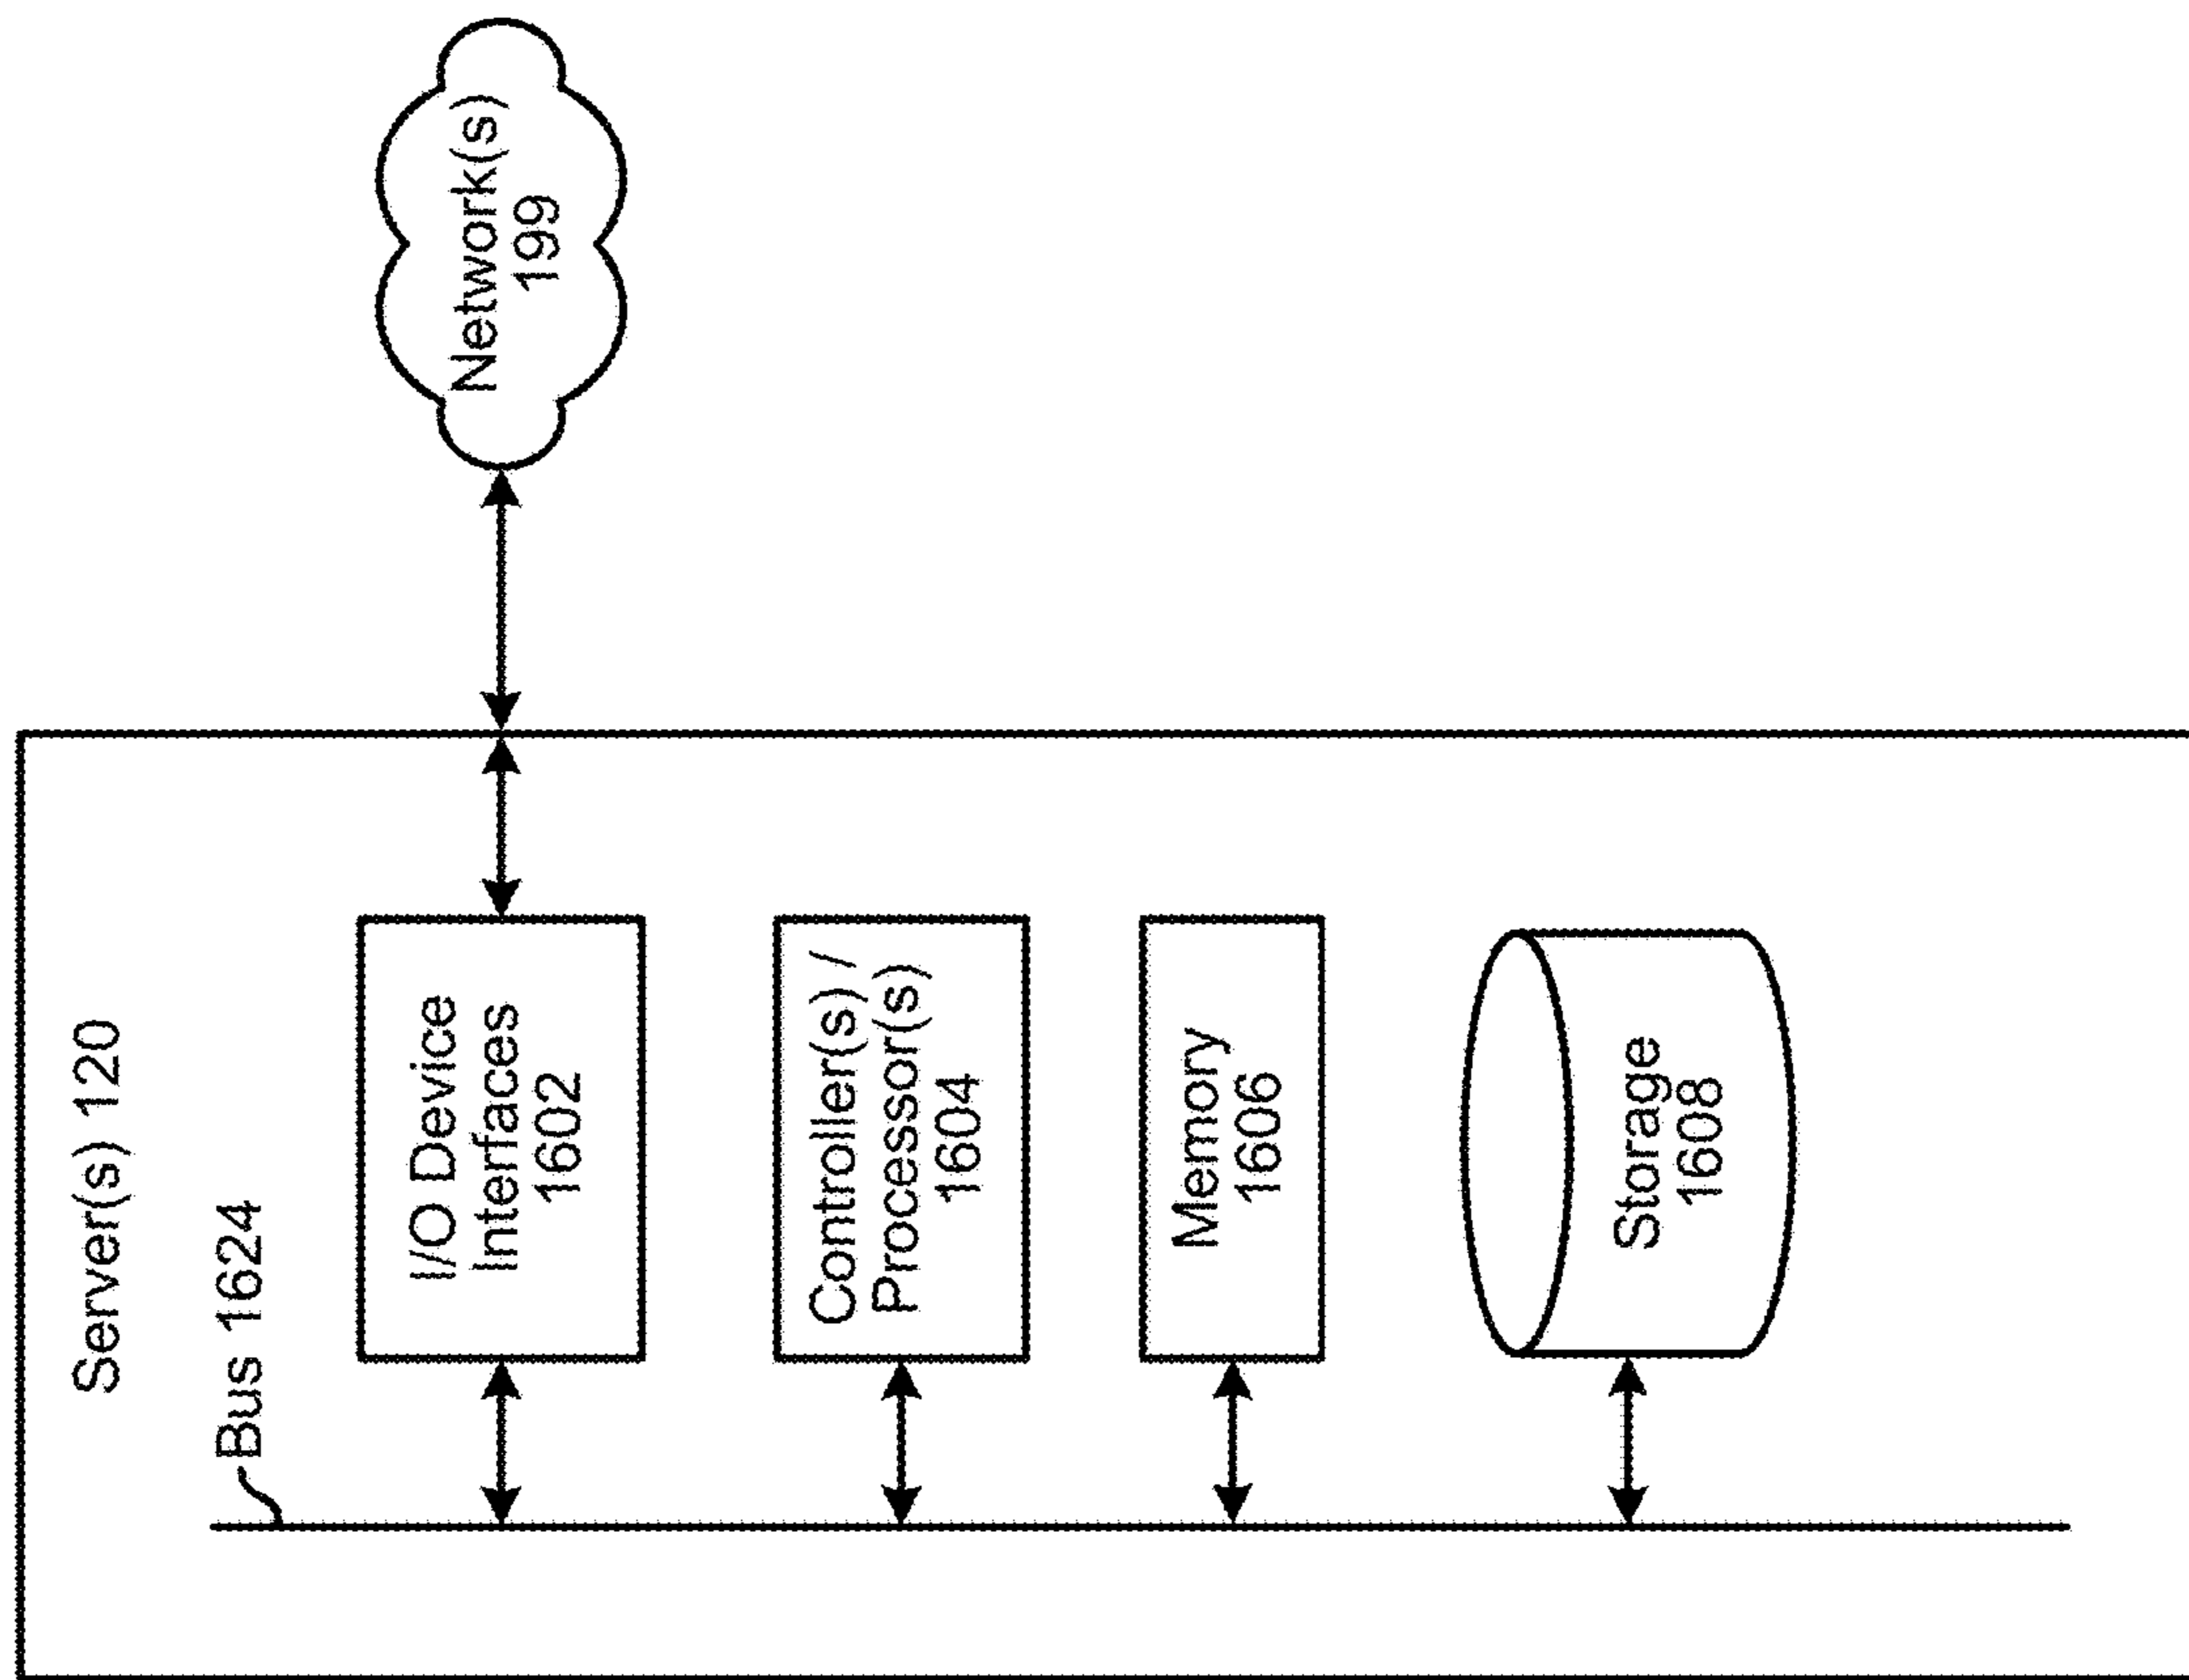 Server(s) 120
Bus 1624
I/O Device
Interfaces
1602
Network(s)
199
Controller(s) /
Processor(s)
1604
Memory
1606
Storage
1608